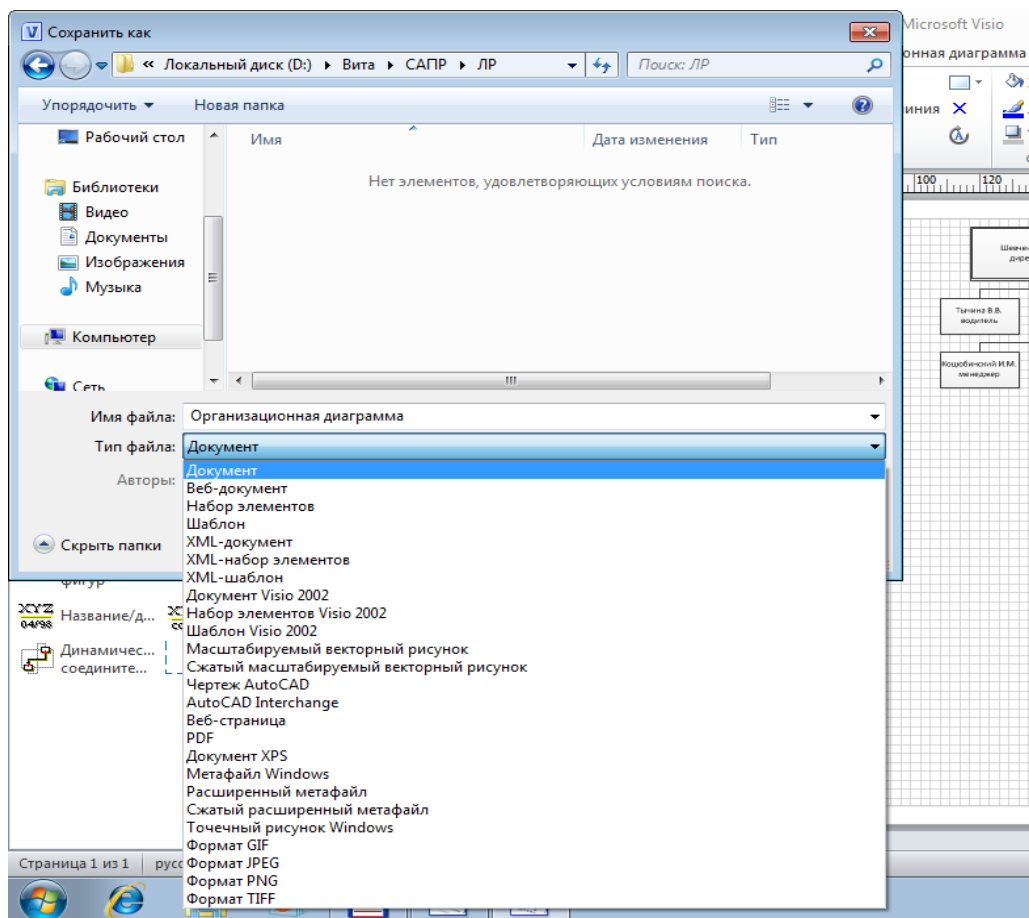 Сохранить как
Microsoft Visio
« Локальный диск (D:) Вита САПР ЛР
Поиск: ЛР
онная диаграмма
Упорядочить Новая папка
иния
Рабочий стол
Имя Дата изменения Тип
100 120
Нет элементов, удовлетворяющих условиям поиска.
Библиотеки
Видео
Документы
Изображения
Музыка
Компьютер
Сеть
Тычина В.В.
водитель
Коцюбинский И.М.
менеджер
Имя файла: Организационная диаграмма
Тип файла: Документ
Авторы:
Документ
Веб-документ
Набор элементов
Шаблон
XML-документ
XML-набор элементов
XML-шаблон
Документ Visio 2002
Набор элементов Visio 2002
Шаблон Visio 2002
Масштабируемый векторный рисунок
Сжатый масштабируемый векторный рисунок
Чертеж AutoCAD
AutoCAD Interchange
Веб-страница
PDF
Документ XPS
Метафайл Windows
Расширенный метафайл
Сжатый расширенный метафайл
Точечный рисунок Windows
Формат GIF
Формат JPEG
Формат PNG
Формат TIFF
Скрыть папки
фигур
XYZ
04/98
Название/д...
Динамичес...
соедините...
Страница 1 из 1 русс